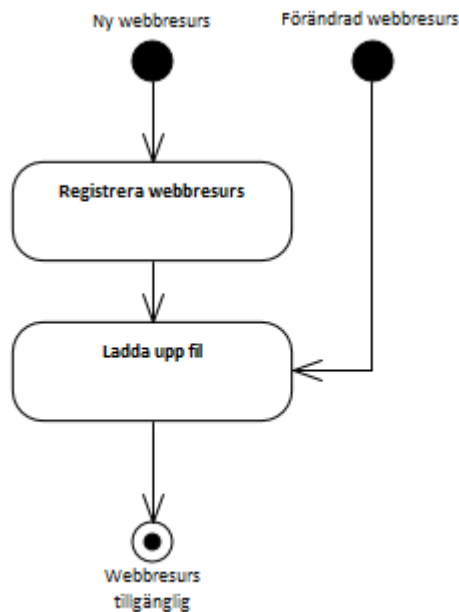 Ny webbresurs
Förändrad webbresurs
Registrera webbresurs
Ladda upp fil
Webbresurs
tillgänglig